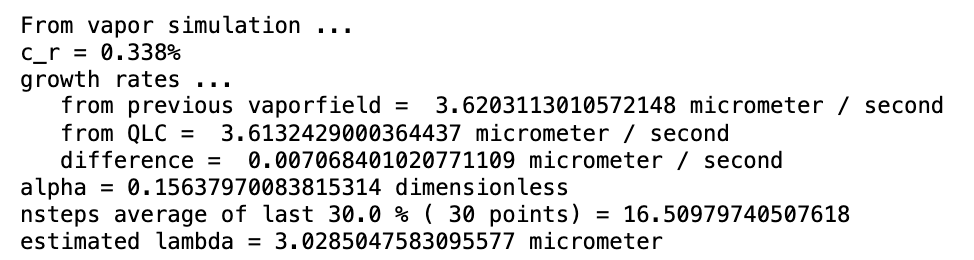 From vapor simulation ...
c_r = 0.338%
growth rates ...
from previous vaporfield =  3.6203113010572148 micrometer / second
from QLC =  3.6132429000364437 micrometer / second
difference =  0.007068401020771109 micrometer / second
alpha = 0.15637970083815314 dimensionless
nsteps average of last 30.0 % ( 30 points) = 16.50979740507618
estimated lambda = 3.0285047583095577 micrometer